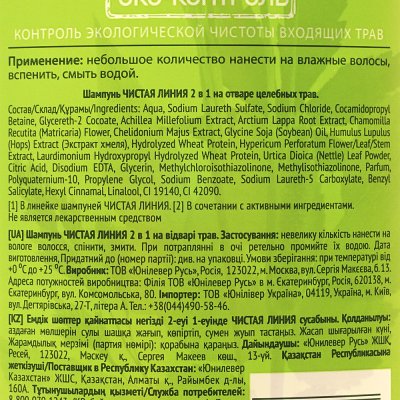 ЭКО-КОНТРОЛЬ
КОНТРОЛЬ ЭКОЛОГИЧЕСКОЙ ЧИСТОТЫ ВХОДЯЩИХ ТРАВ
Применение: небольшое количество нанести на влажные волосы,
вспенить, смыть водой.
Шампунь ЧИСТАЯ ЛИНИЯ 2 в 1 на отваре целебных трав.
Состав/Склад/Құрамы/Ingredients: Aqua, Sodium Laureth Sulfate, Sodium Chloride, Cocamidopropyl
Betaine, Glycereth-2 Cocoate, Achillea Millefolium Extract, Arctium Lappa Root Extract, Chamomilla
Recutita (Matricaria) Flower, Chelidonium Majus Extract, Glycine Soja (Soybean) Oil, Humulus Lupulus
(Hops) Extract (Экстракт хмеля), Hydrolyzed Wheat Protein, Hypericum Perforatum Flower/Leaf/Stem
Extract, Laurdimonium Hydroxypropyl Hydrolyzed Wheat Protein, Urtica Dioica (Nettle) Leaf Powder,
Citric Acid, Disodium EDTA, Glycerin, Methylchloroisothiazolinone, Methylisothiazolinone, Parfum,
Polyquaternium-10, Propylene Glycol, Sodium Benzoate, Sodium Laureth-5 Carboxylate, Benzyl
Salicylate, Hexyl Cinnamal, Linalool, CI 19140, CI 42090.
[1] В линейке шампуней ЧИСТАЯ ЛИНИЯ. [2] В сочетании с активными ингредиентами.
Не является лекарственным средством
[UA] Шампунь ЧИСТАЯ ЛИНИЯ 2 в 1 на відварі трав. Застосування: невелику кількість нанести на
вологе волосся, спінити, змити. При потраплянні в очі ретельно промийте їх водою. Дата
виготовлення, Придатний до (номер партії): див. на упаковці. Умови зберігання: при температурі від
+0 °C до +25 °C. Виробник: ТОВ «Юнілевер Русь», Росія, 123022, м. Москва, вул. Сергія Макеєва, б.13.
Адреса потужностей виробництва: ТОВ «Юнілевер Русь» в м. Екатеринбург, Росія, 620138, м.
Екатеринбург, вул. Комсомольська, 80. Імпортер: ТОВ «Юнілівер Україна», 04119, Україна, м. Київ,
вул. Дегтярівська, 27-Т, літера А. Тел.: +38(044)490-58-46.
[KZ] Емдік шөптер қайнатпасы негізді 2-еуі 1-еуінде ЧИСТАЯ ЛИНИЯ сусабыны. Қолданылуы:
аздаған мөлшерін сулы шашқа жағып, көпіртіп, сумен жуып тастаңыз. Жасап шығарылған күні,
Жарамдылық мерзімі (партия нөмірі): қорабына қараңыз. Дайындаушы: «Юнилевер Русь» ЖШҚ,
Ресей, 123022, Мәскеу қ., Сергея Макеев көш., 13-үй. Қазақстан Республикасына
жеткізуші/Поставщик в Республику Казахстан: «Юнилевер
Казахстан» ЖШС, Қазақстан, Алматы қ., Райымбек д-лы,
160А. Тұтынушылардың қызметі/Служба потребителей: